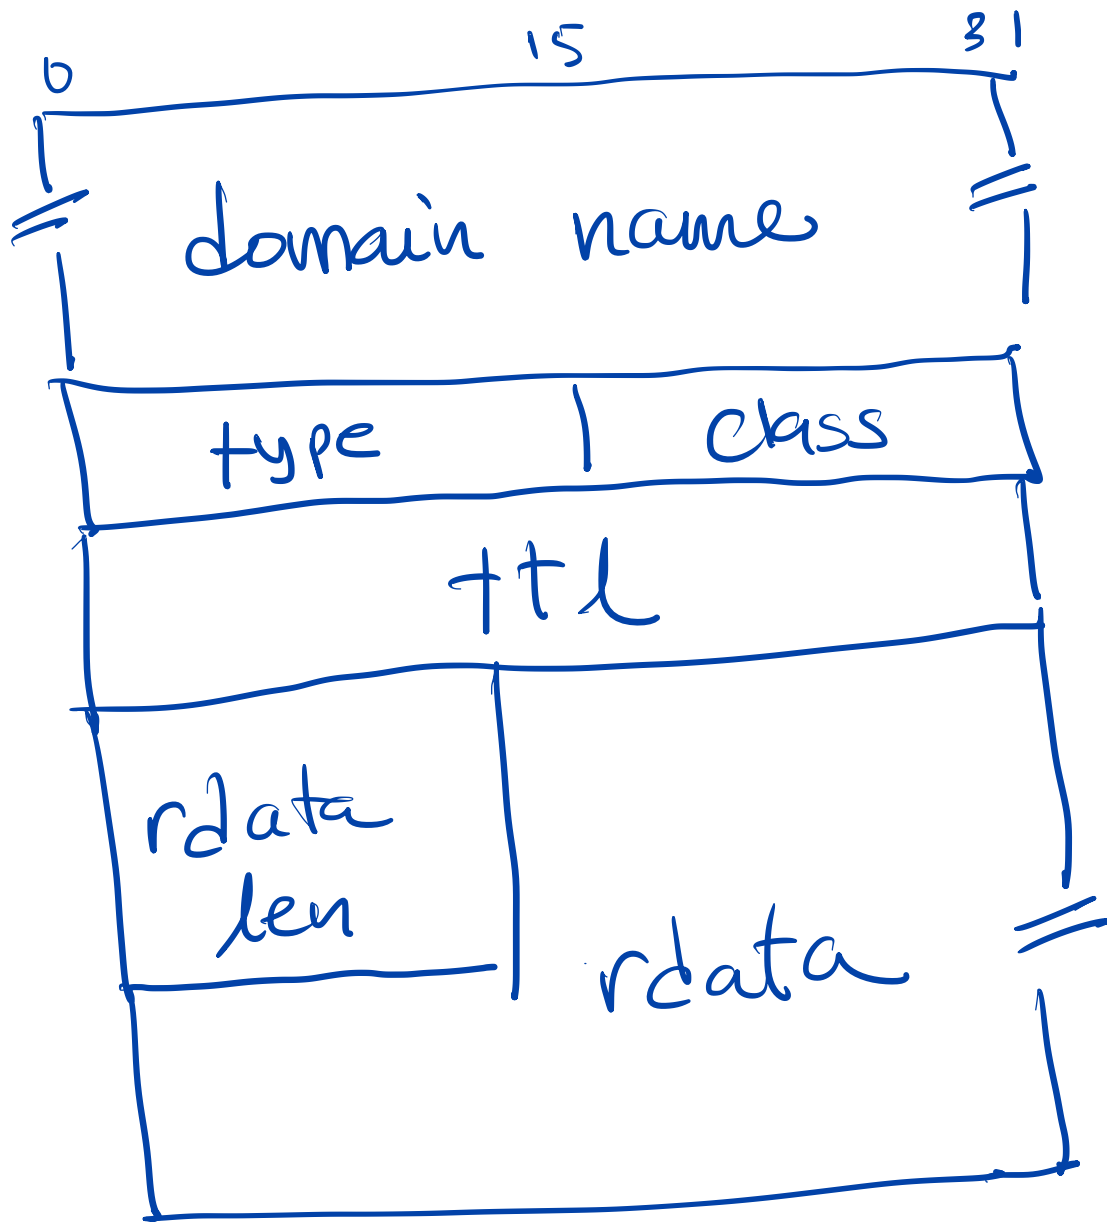 0 15 31
domain name
type class
ttl
rdata
len
rdata